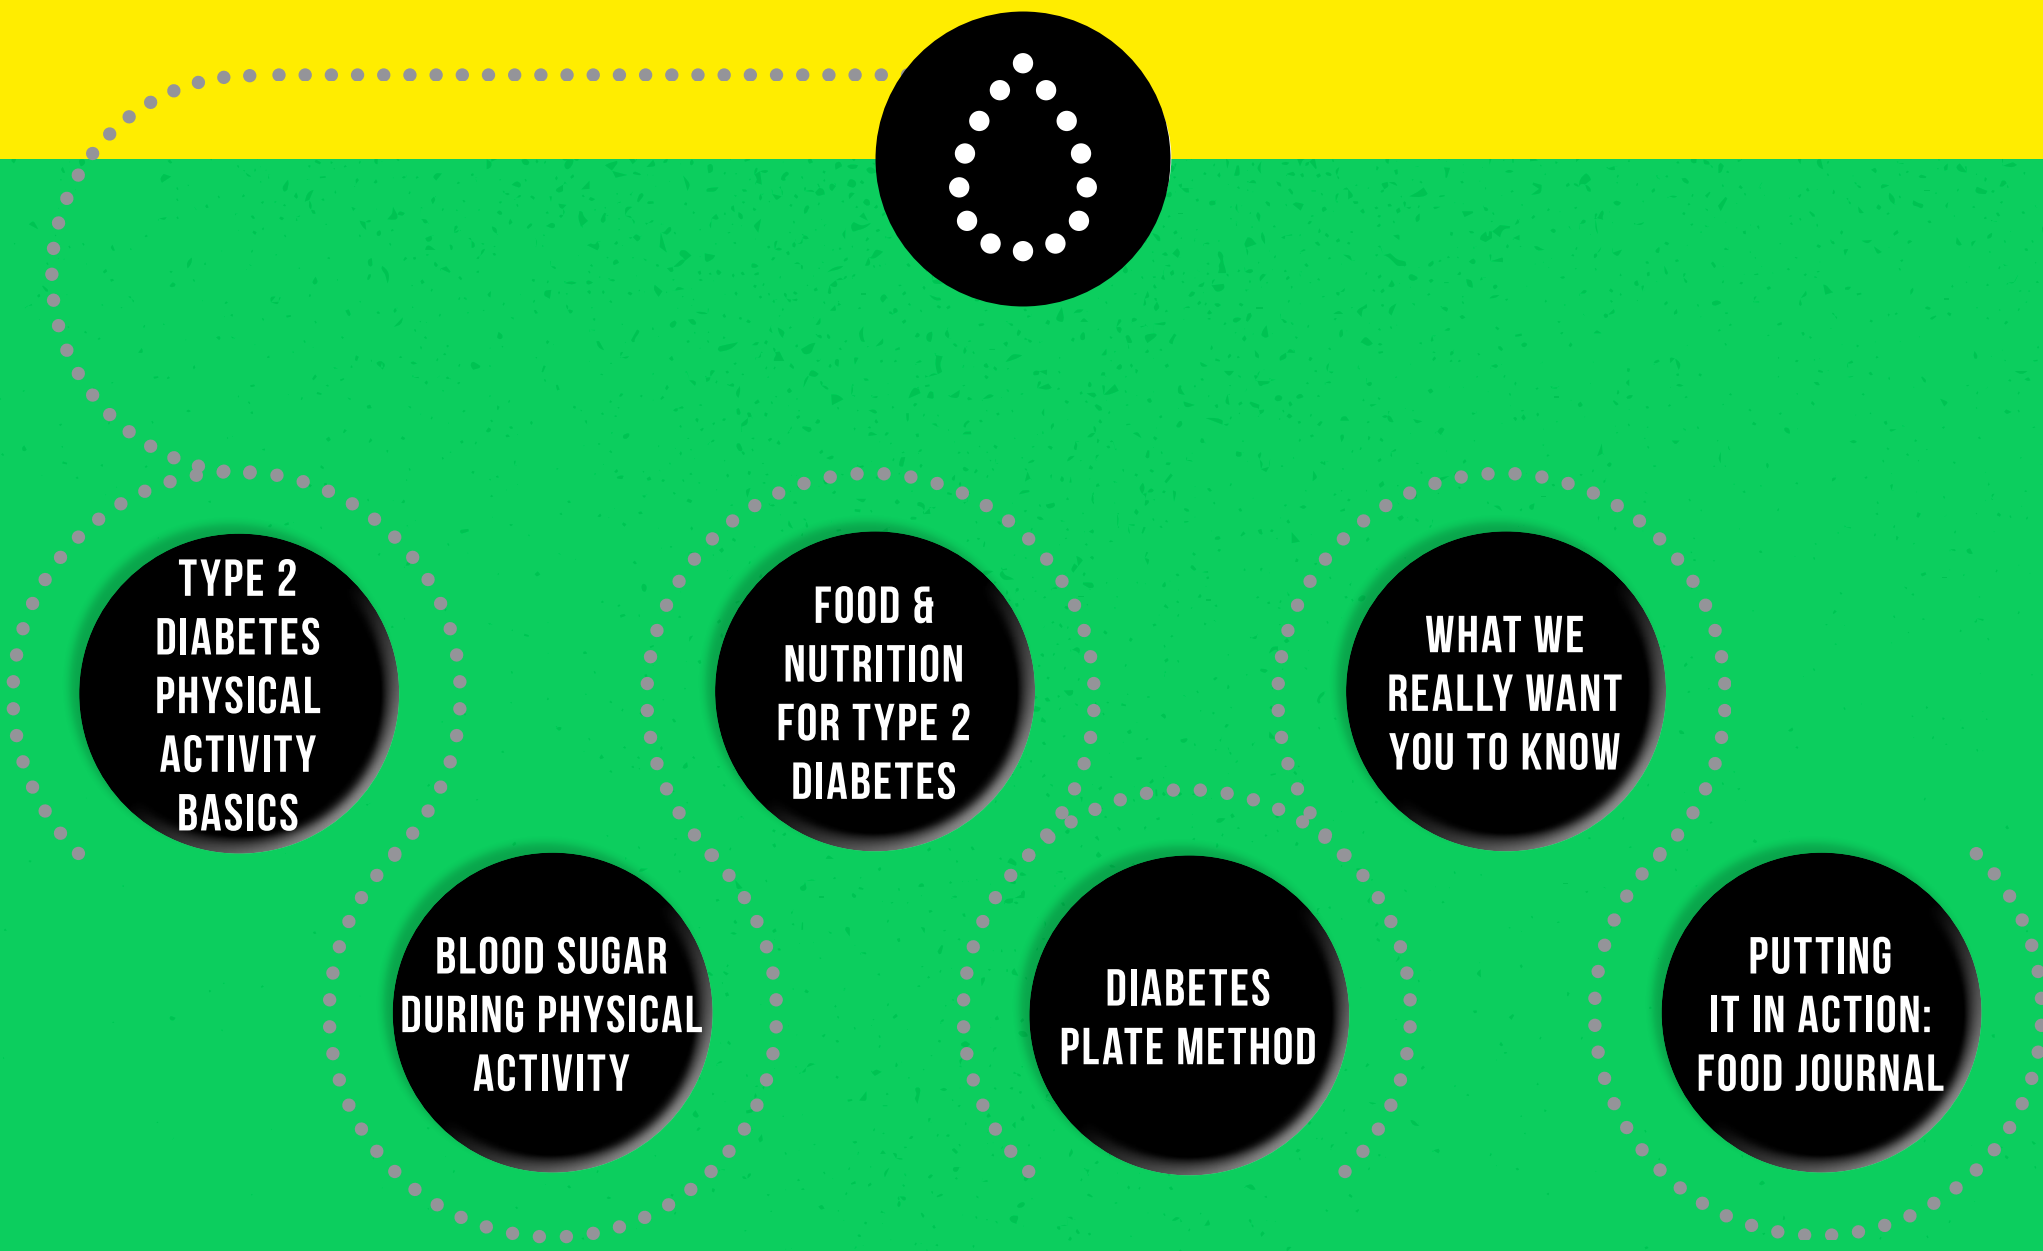 TYPE 2
DIABETES
PHYSICAL
ACTIVITY
BASICS
BLOOD SUGAR
DURING PHYSICAL
ACTIVITY
FOOD &
NUTRITION
FOR TYPE 2
DIABETES
DIABETES
PLATE METHOD
WHAT WE
REALLY WANT
YOU TO KNOW
PUTTING
IT IN ACTION:
FOOD JOURNAL